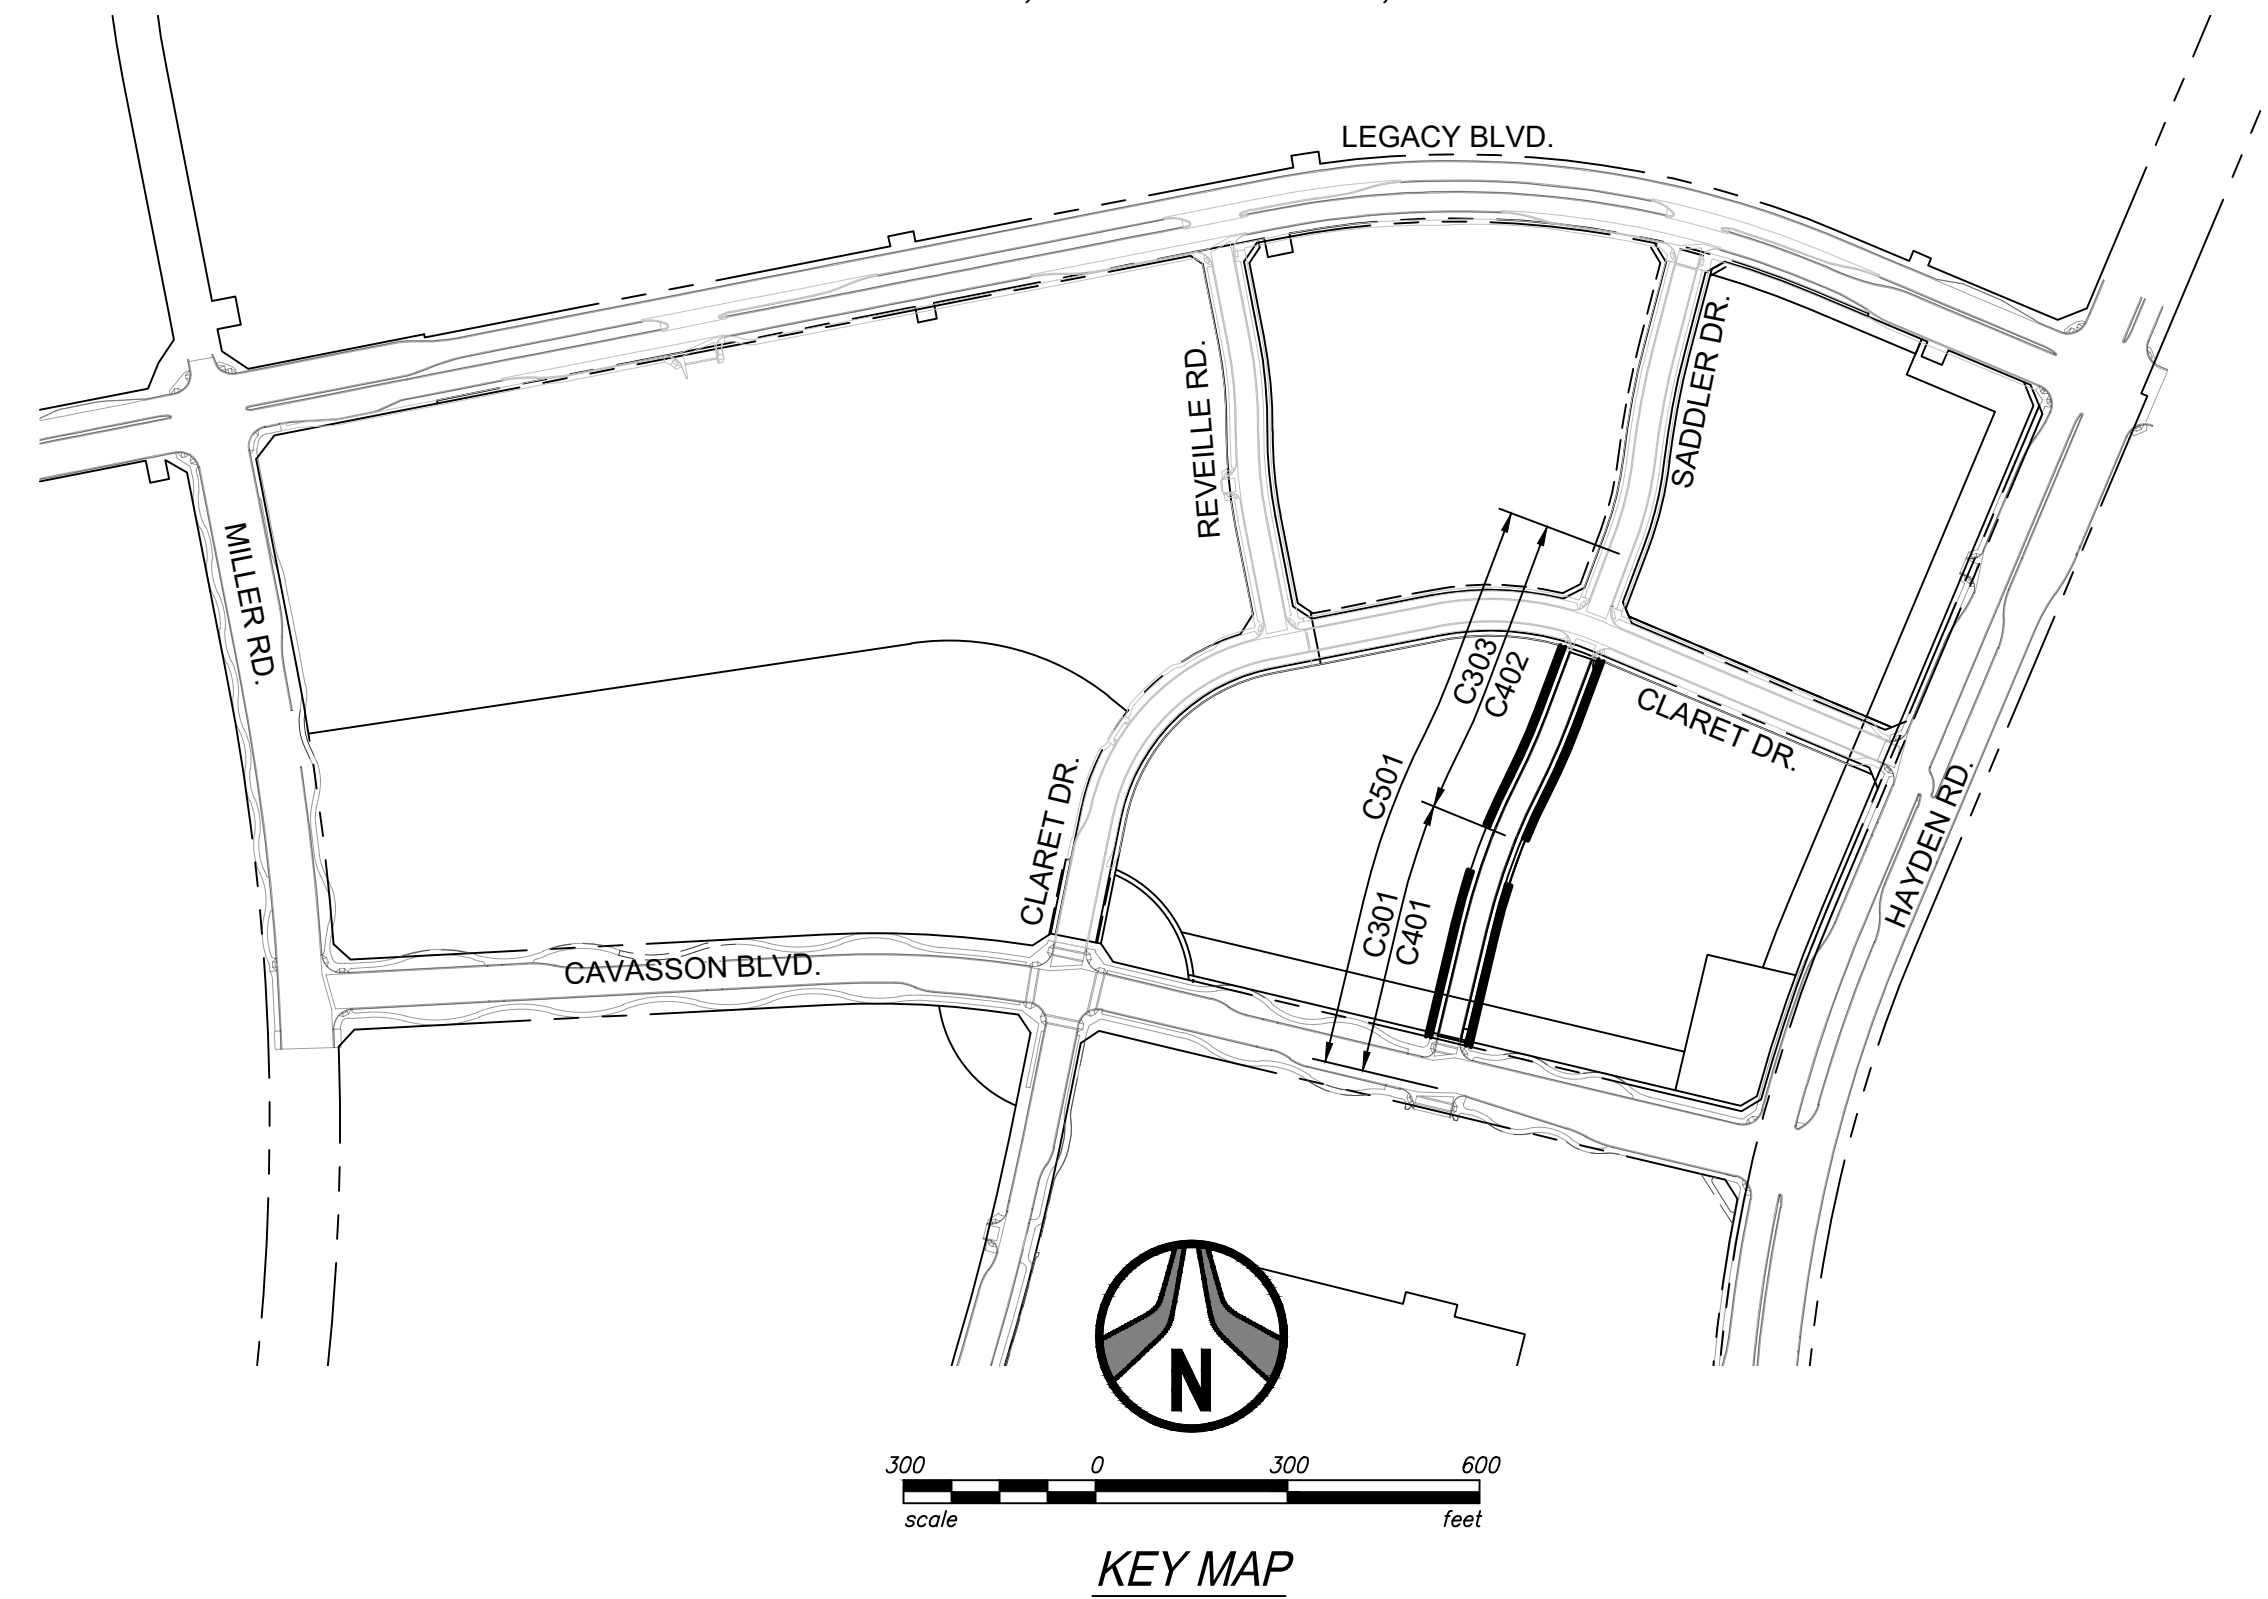 LEGACY BLVD.
SADDLER DR.
REVEILLE RD.
MILLER RD.
C303
C402
CLARET DR.
C501
CLARET DR.
HAYDEN RD.
C301
C401
CAVASSON BLVD.
N
300 0 300 600
scale feet
KEY MAP